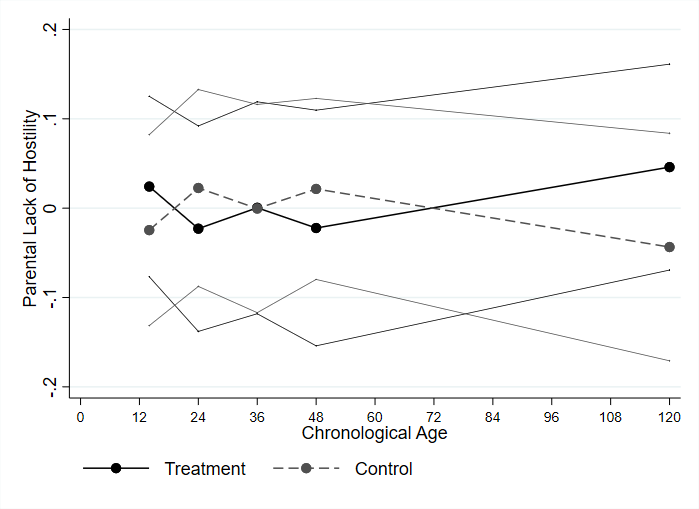 Parental Lack of Hostility
.2
.1
0
-.1
-.2
0 12 24 36 48 60 72 84 96 108 120
Chronological Age
Treatment Control